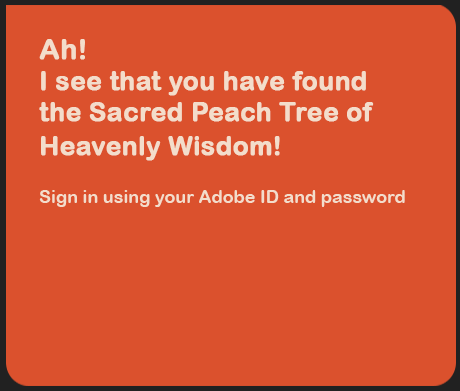 Ah!
I see that you have found
the Sacred Peach Tree of
Heavenly Wisdom!
Sign in using your Adobe ID and password